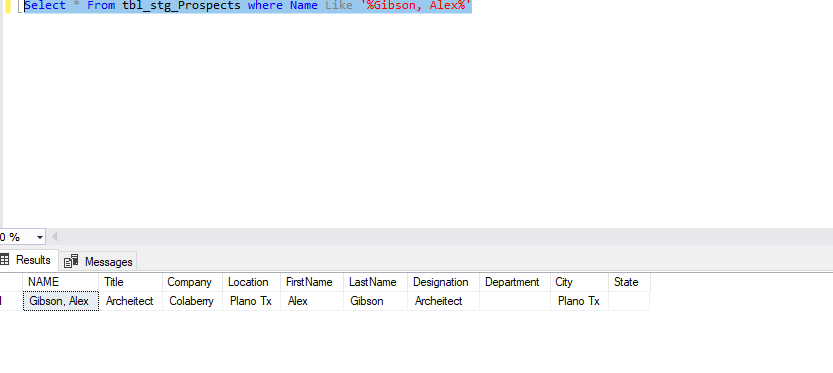 Select * From tbl_stg_Prospects where Name Like '%Gibson, Alex%'
0 %
Results Messages
NAME Title Company Location FirstName LastName Designation Department City State
Gibson, Alex Archeitect Colaberry Plano Tx Alex Gibson Archeitect Plano Tx